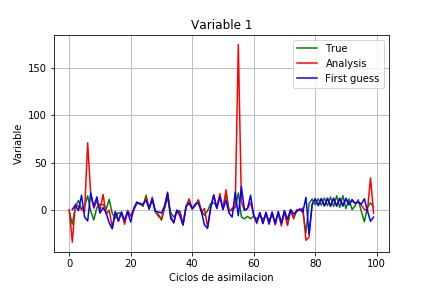 Variable 1
True
Analysis
First guess
150
100
50
0
Variable
0
20
40
60
80
100
Ciclos de asimilacion